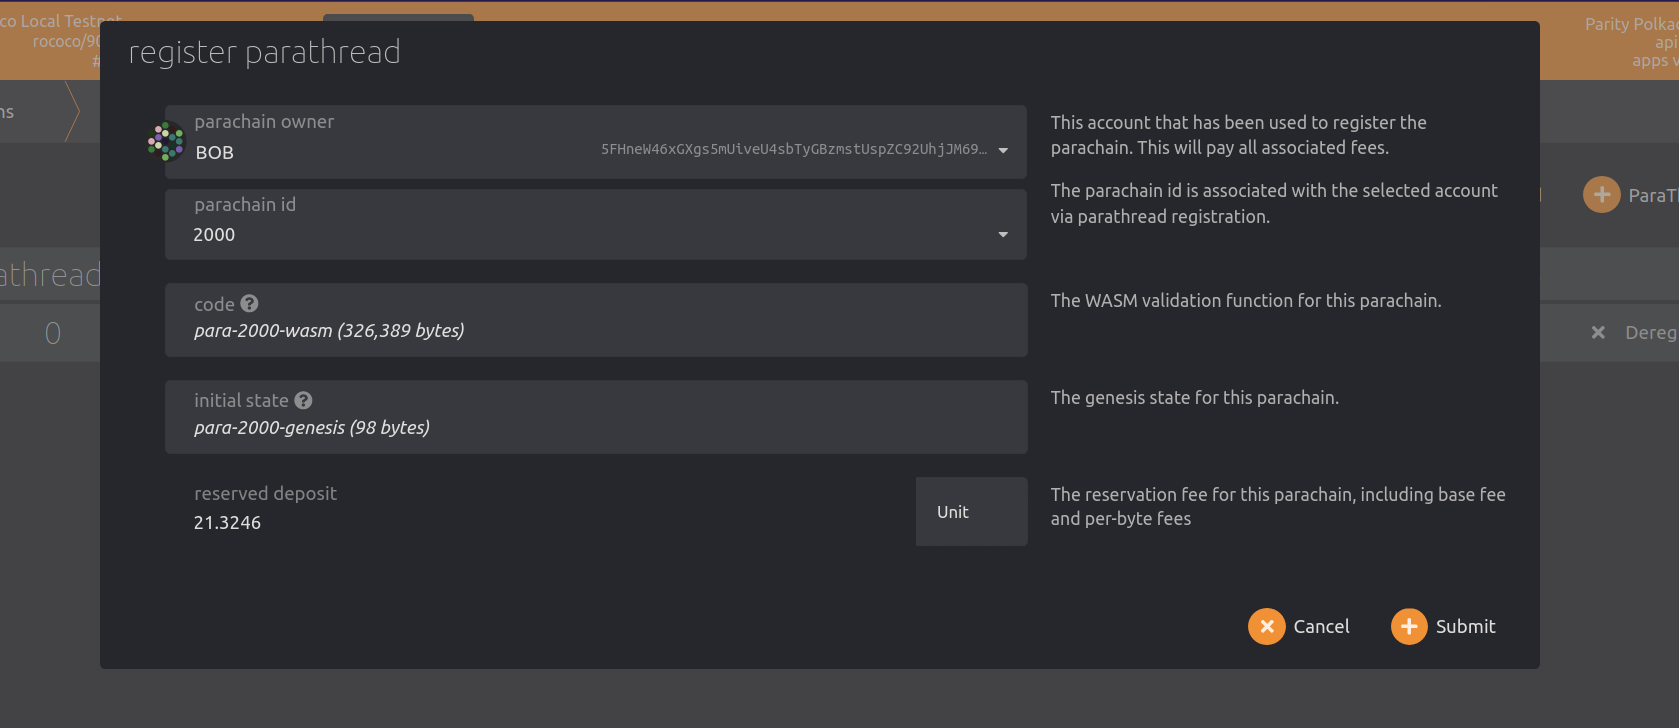 co Local Testnet
rococo/90
#
Parity Polka
api
apps v
register parathread
ns
parachain owner
BOB
5FHneW46xGXgs5mUiveU4sbTyGBzmstUspZC92UhjJM69…
This account that has been used to register the
parachain. This will pay all associated fees.
parachain id
2000
The parachain id is associated with the selected account
via parathread registration.
ParaT
athread
code ?
para-2000-wasm (326,389 bytes)
The WASM validation function for this parachain.
0
Dereg
initial state ?
para-2000-genesis (98 bytes)
The genesis state for this parachain.
reserved deposit
21.3246
Unit
The reservation fee for this parachain, including base fee
and per-byte fees
Cancel
Submit